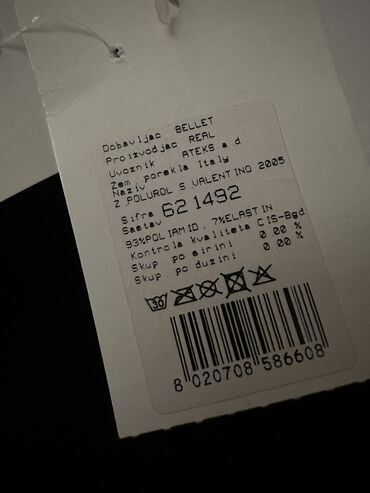 Dobavljac BELLET
Proizvodjac REAL
Uvoznik ATEKS a d
Zem porekla Italy
Naziv
Z POLUROL S VALENTINO 2005
Sifra 621492
Sastav
93%POLIAMID, 7%ELASTIN
Kontrola kvaliteta CIS-Bgd
Skup po sirini 0.00 %
Skup po duzini 0.00 %
30
8 020708 586608